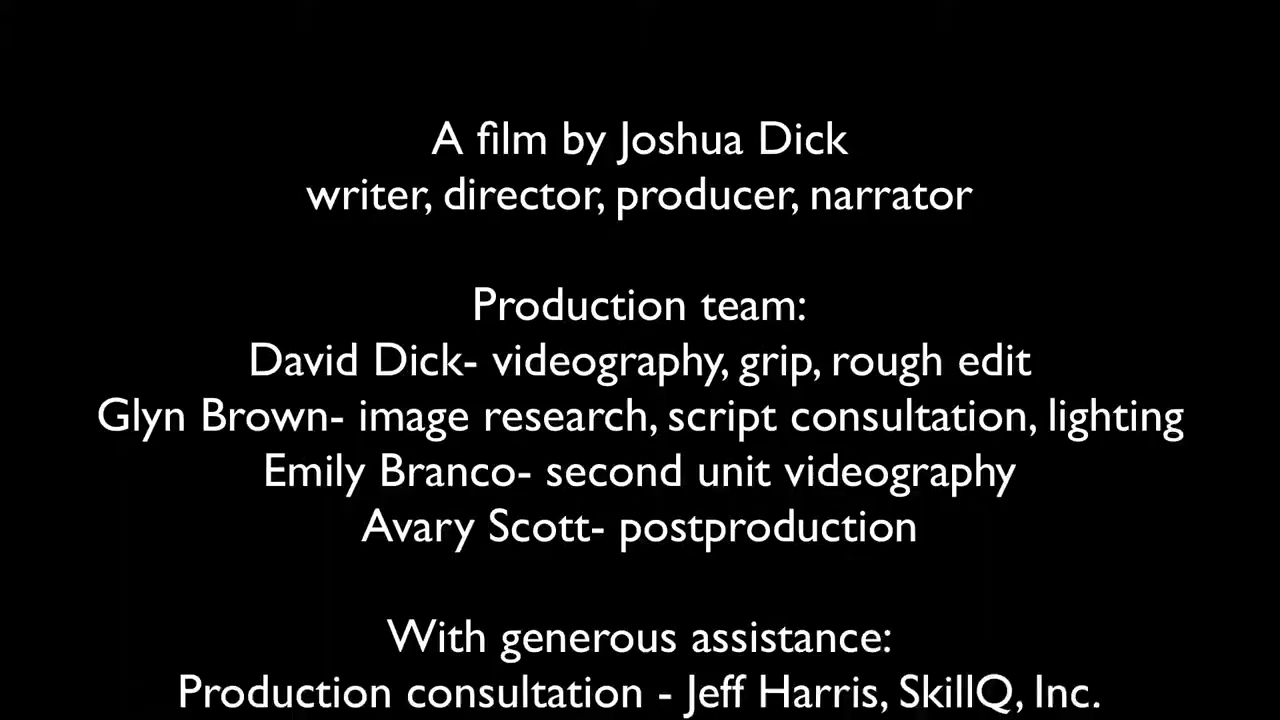 A film by Joshua Dick
writer, director, producer, narrator
Production team:
David Dick- videography, grip, rough edit
Glyn Brown- image research, script consultation, lighting
Emily Branco- second unit videography
Avary Scott- postproduction
With generous assistance:
Production consultation - Jeff Harris, SkillQ, Inc.